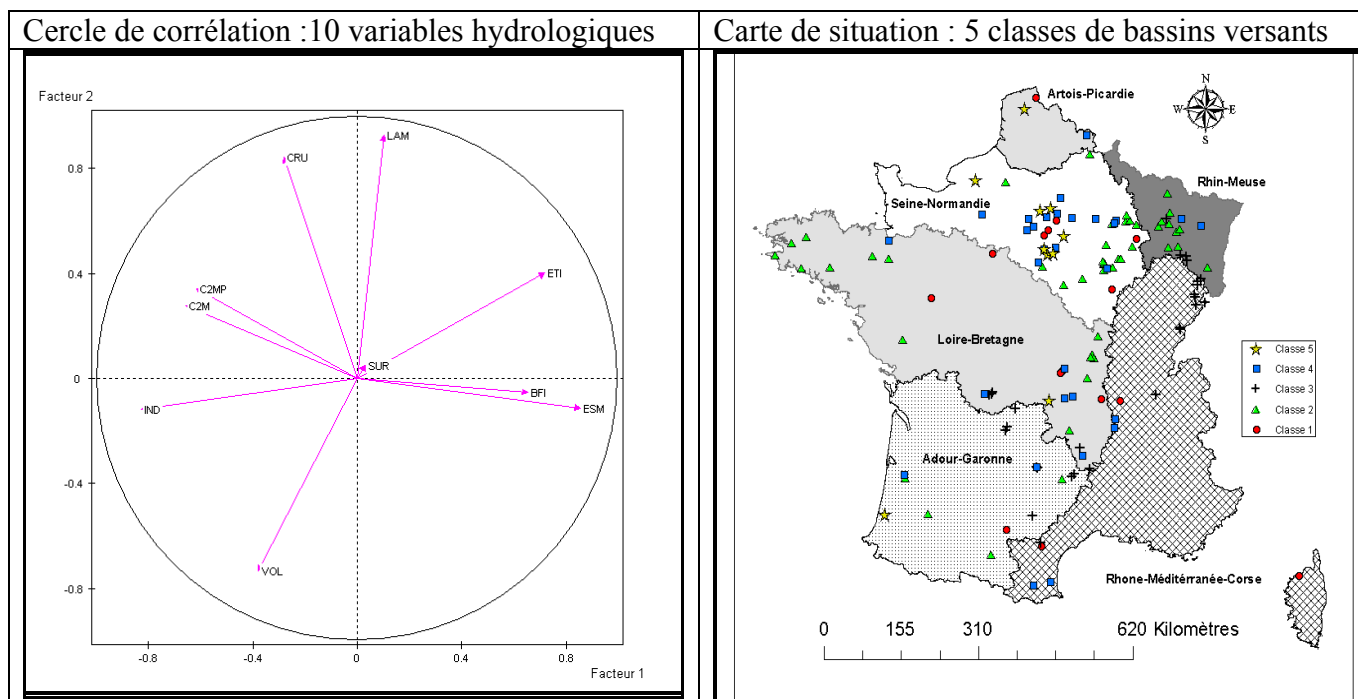 Cercle de corrélation :10 variables hydrologiques
Facteur 2
LAM
CRU
0.8
ETI
0.4
C2MP
C2M
SUR
0
BFI
IND
ESM
-0.4
VOL
-0.8
-0.8 -0.4 0 0.4 0.8
Facteur 1
Carte de situation : 5 classes de bassins versants
N
W E
S
Artois-Picardie
Rhin-Meuse
Seine-Normandie
Loire-Bretagne
Classe 5
Classe 4
Classe 3
Classe 2
Classe 1
Adour-Garonne
Rhone-Méditérranée-Corse
0 155 310 620 Kilomètres